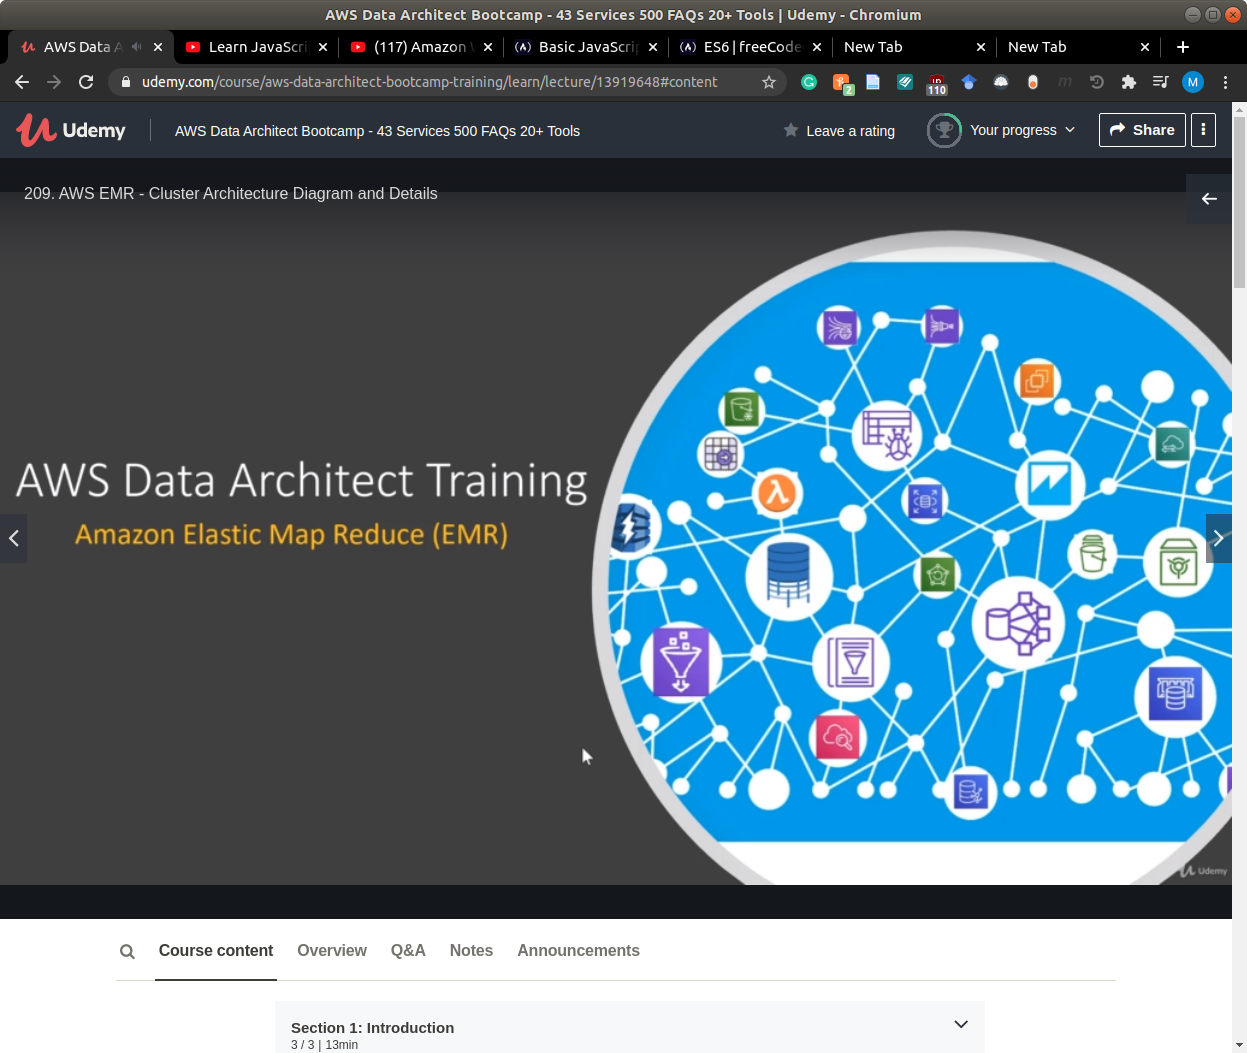 AWS Data Architect Bootcamp - 43 Services 500 FAQs 20+ Tools | Udemy - Chromium
AWS Data A
Learn JavaScri
(117) Amazon
Basic JavaScrip
ES6 | freeCode
New Tab
New Tab
udemy.com/course/aws-data-architect-bootcamp-training/learn/lecture/13919648#content
2
110
M
Udemy
AWS Data Architect Bootcamp - 43 Services 500 FAQs 20+ Tools
Leave a rating
Your progress
Share
209. AWS EMR - Cluster Architecture Diagram and Details
AWS Data Architect Training
Amazon Elastic Map Reduce (EMR)
Udemy
Course content
Overview
Q&A
Notes
Announcements
Section 1: Introduction
3 / 3 | 13min